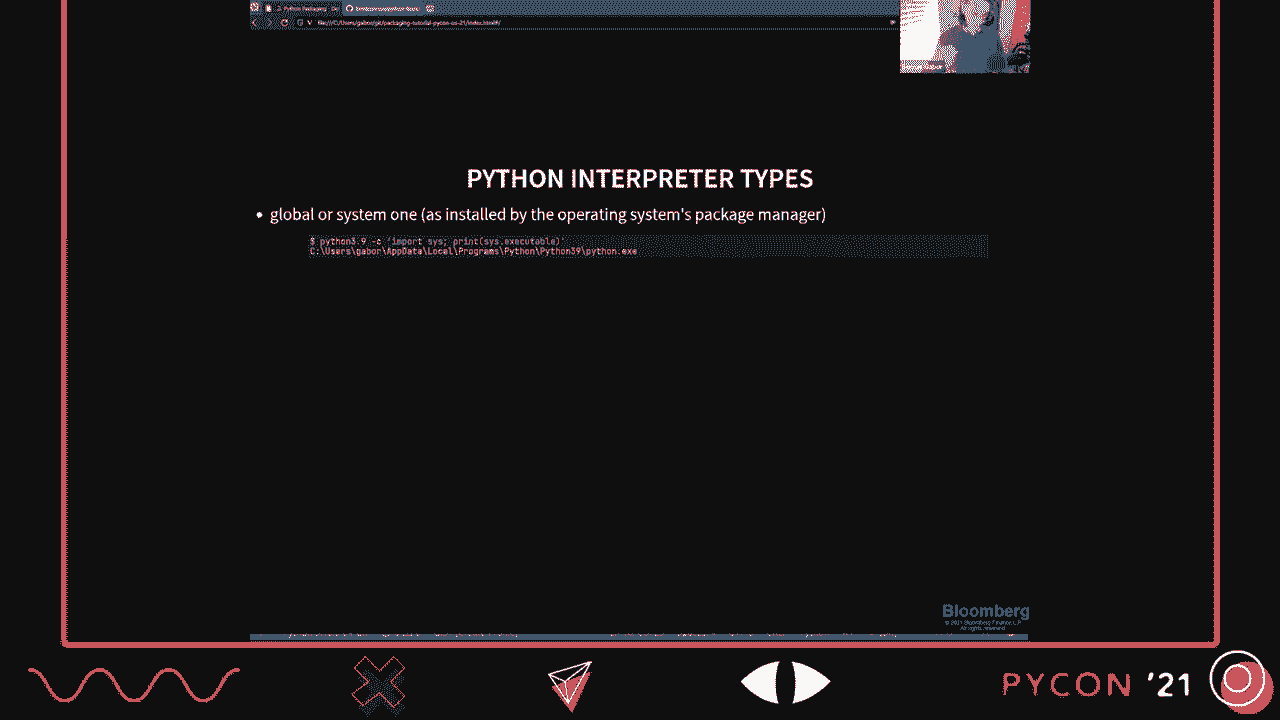 Python Packaging
file:///C:/Users/gabor/git/packaging-tutorial-pycon-us-21/index.html#/
PYTHON INTERPRETER TYPES
• global or system one (as installed by the operating system's package manager)
$ python3.9 -c 'import sys; print(sys.executable)'
C:\Users\gabor\AppData\Local\Programs\Python\Python39\python.exe
Bloomberg
© 2021 Bloomberg Finance L.P.
All rights reserved.
PYCON '21